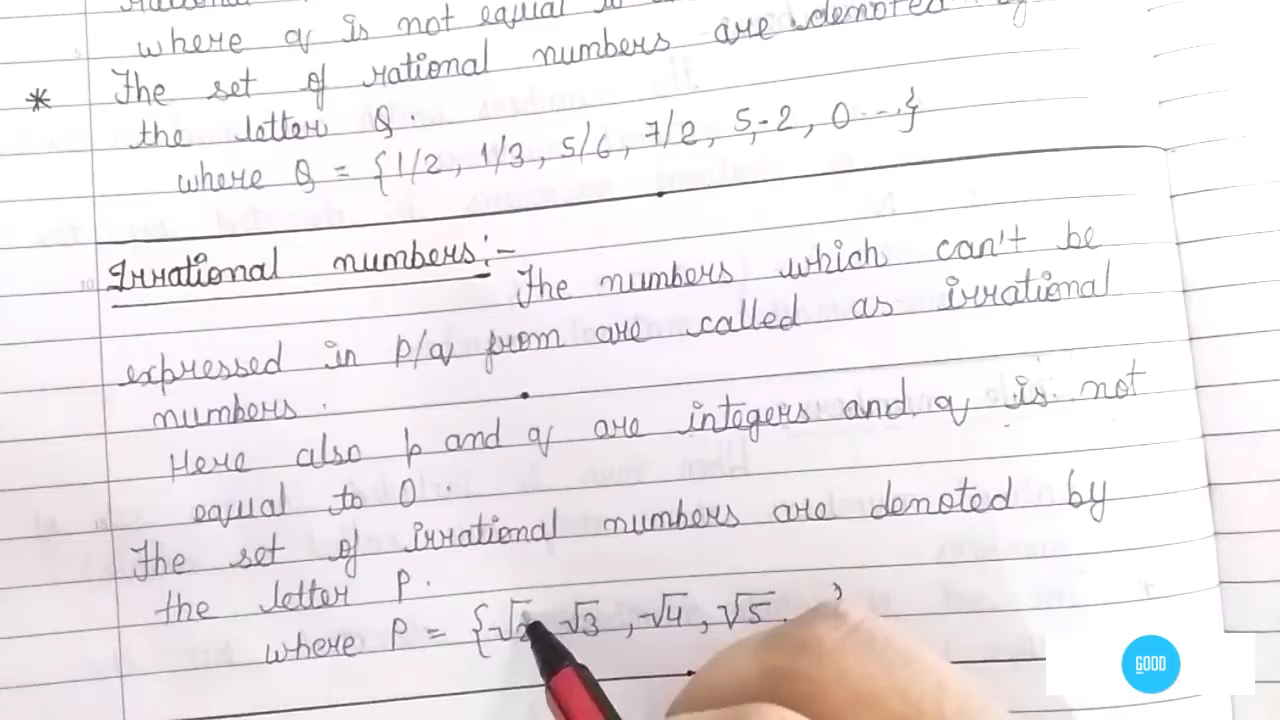 where q is not equal
* The set of rational numbers are denoted by
the letter Q.
where Q = {1/2, 1/3, 5/6, 7/2, 5,-2, 0...}
Irrational numbers:-
The numbers which can't be
expressed in p/q from are called as irrational
numbers.
Here also p and q are integers and q is not
equal to 0.
The set of irrational numbers are denoted by
the letter P.
where P = {-√2 √3, -√4, √5.
GOOD